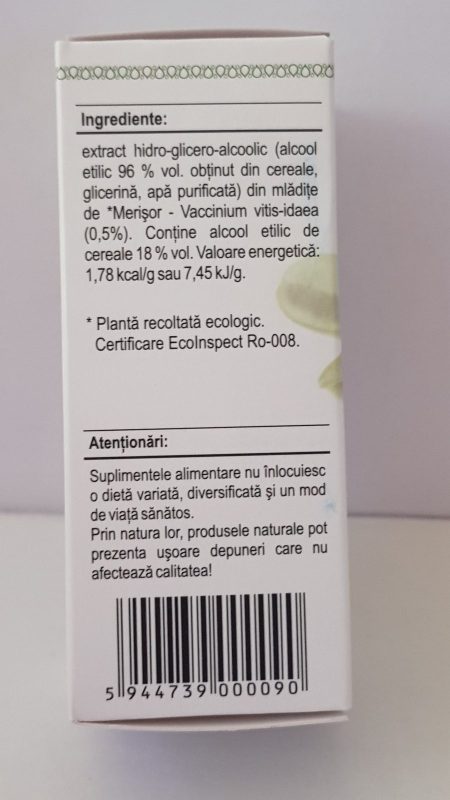 Ingrediente:
extract hidro-glicero-alcoolic (alcool
etilic 96 % vol. obținut din cereale,
glicerină, apă purificată) din mlădițe
de *Merișor - Vaccinium vitis-idaea
(0,5%). Conține alcool etilic de
cereale 18 % vol. Valoare energetică:
1,78 kcal/g sau 7,45 kJ/g.
* Plantă recoltată ecologic.
Certificare EcoInspect Ro-008.
Atenționări:
Suplimentele alimentare nu înlocuiesc
o dietă variată, diversificată și un mod
de viață sănătos.
Prin natura lor, produsele naturale pot
prezenta ușoare depuneri care nu
afectează calitatea!
5 944739 000090